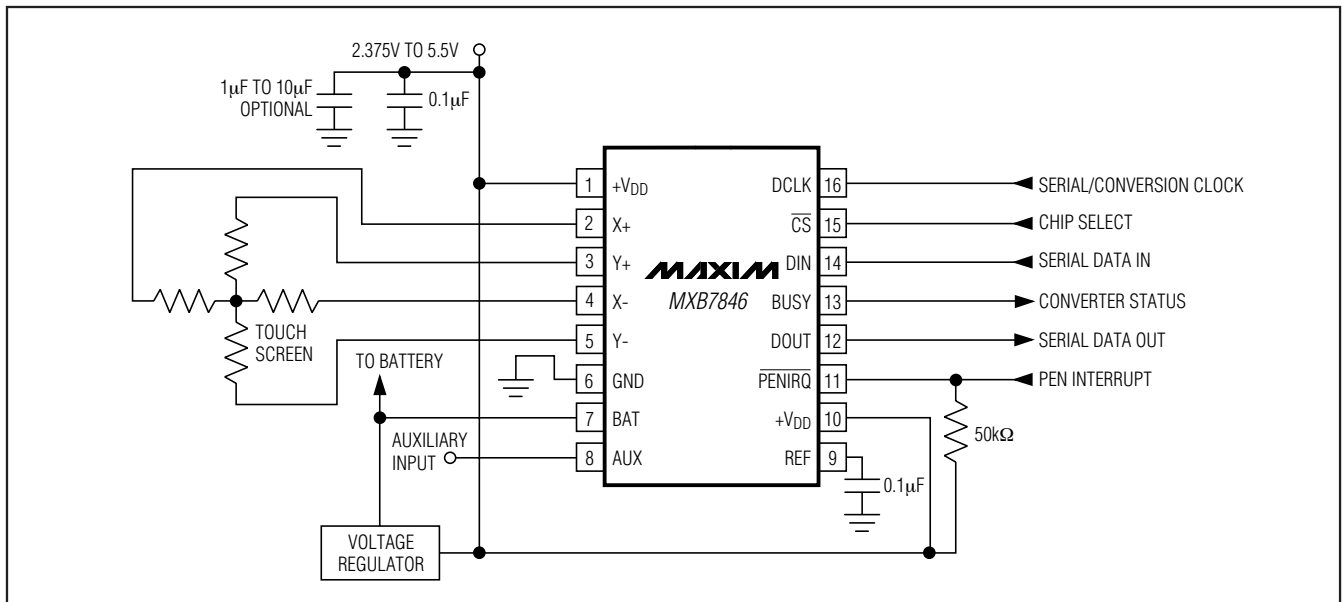 2.375V TO 5.5V
1µF TO 10µF
OPTIONAL
0.1µF
1 +VDD
2 X+
3 Y+
4 X-
5 Y-
6 GND
7 BAT
8 AUX
MAXIM
MXB7846
DCLK 16
CS 15
DIN 14
BUSY 13
DOUT 12
PENIRQ 11
+VDD 10
REF 9
SERIAL/CONVERSION CLOCK
CHIP SELECT
SERIAL DATA IN
CONVERTER STATUS
SERIAL DATA OUT
PEN INTERRUPT
50kΩ
0.1µF
TOUCH
SCREEN
TO BATTERY
AUXILIARY
INPUT
VOLTAGE
REGULATOR